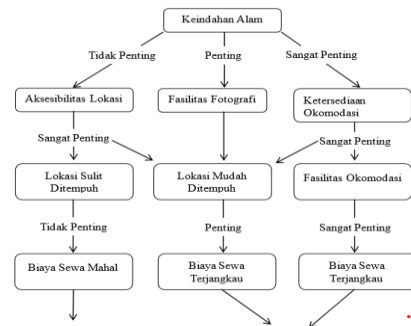 Keindahan Alam
Tidak Penting
Penting
Sangat Penting
Aksesibilitas Lokasi
Fasilitas Fotografi
Ketersediaan
Okomodasi
Sangat Penting
Sangat Penting
Lokasi Sulit
Ditempuh
Lokasi Mudah
Ditempuh
Fasilitas Okomodasi
Tidak Penting
Penting
Sangat Penting
Biaya Sewa Mahal
Biaya Sewa
Terjangkau
Biaya Sewa
Terjangkau